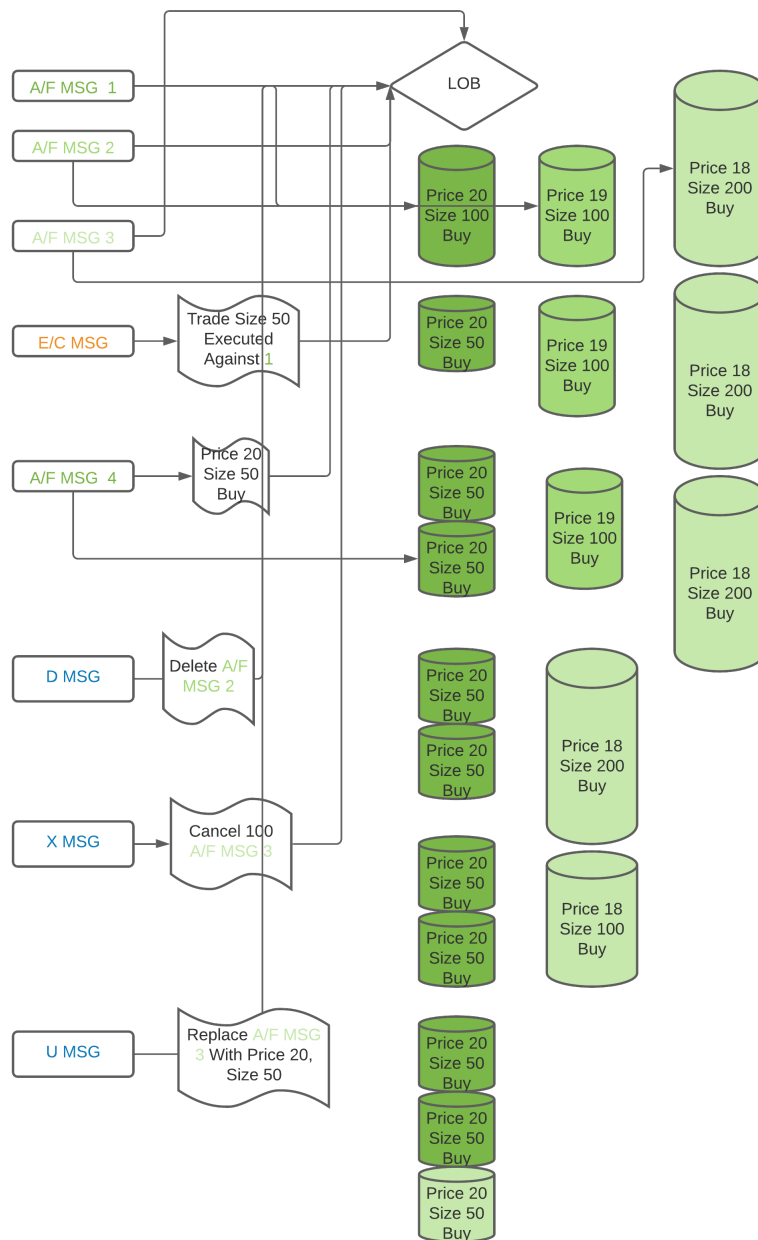 LOB
A/F MSG  1
A/F MSG 2
A/F MSG 3
Price 20
Size 100
Buy
Price 19
Size 100
Buy
Price 18
Size 200
Buy
E/C MSG
Trade Size 50
Executed
Against 1
Price 20
Size 50
Buy
Price 19
Size 100
Buy
Price 18
Size 200
Buy
A/F MSG  4
Price 20
Size 50
Buy
Price 20
Size 50
Buy
Price 20
Size 50
Buy
Price 19
Size 100
Buy
Price 18
Size 200
Buy
D MSG
Delete A/F
MSG 2
Price 20
Size 50
Buy
Price 20
Size 50
Buy
Price 18
Size 200
Buy
X MSG
Cancel 100
A/F MSG 3
Price 20
Size 50
Buy
Price 20
Size 50
Buy
Price 18
Size 100
Buy
U MSG
Replace A/F MSG
3 With Price 20,
Size 50
Price 20
Size 50
Buy
Price 20
Size 50
Buy
Price 20
Size 50
Buy